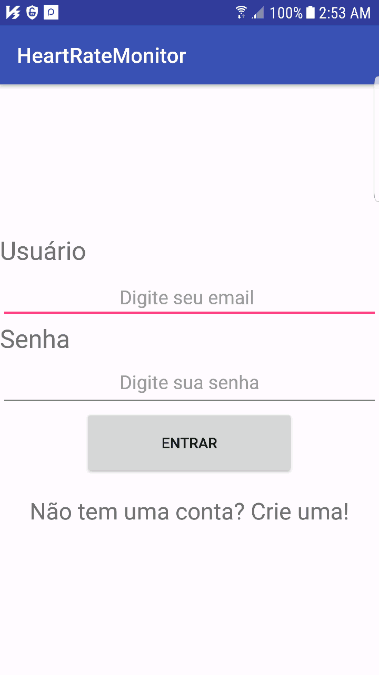 100% 2:53 AM
HeartRateMonitor
Usuário
Digite seu email
Senha
Digite sua senha
ENTRAR
Não tem uma conta? Crie uma!